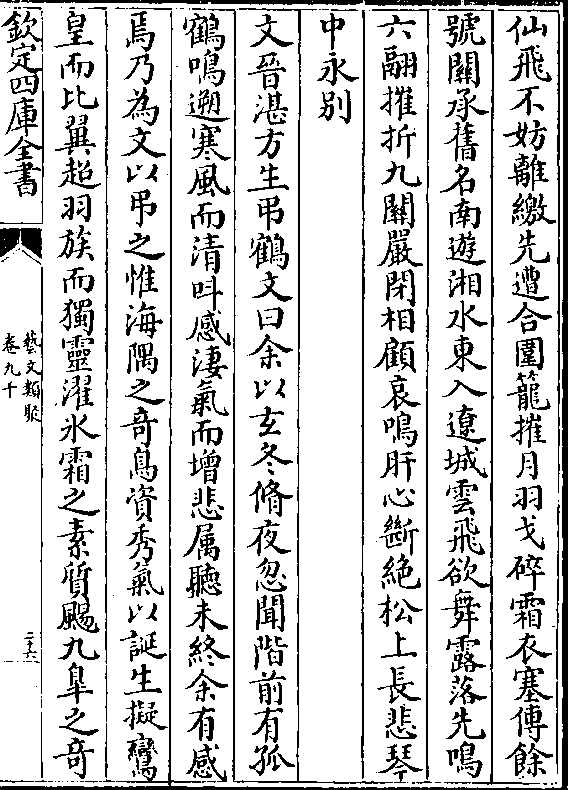 仙飛不妨離繳先遭合圍籠摧月羽戈碎霜衣塞傳餘
號關承舊名南遊湘水東入遼城雲飛欲舞露落先鳴
六翮摧折九關嚴閉相顧哀鳴肝心斷絶松上長悲琴
中永别
文晉湛方生弔鶴文曰余以玄冬脩夜忽聞階前有孤
鶴鳴遡寒風而清叫感淒氣而增悲属聽未終余有感
焉乃為文以弔之惟海隅之奇鳥資秀氣以誕生擬鸞
皇而比翼超羽族而獨靈濯氷霜之素質颺九臯之奇
欽定四庫全書
藝文類聚
卷九十
二十六